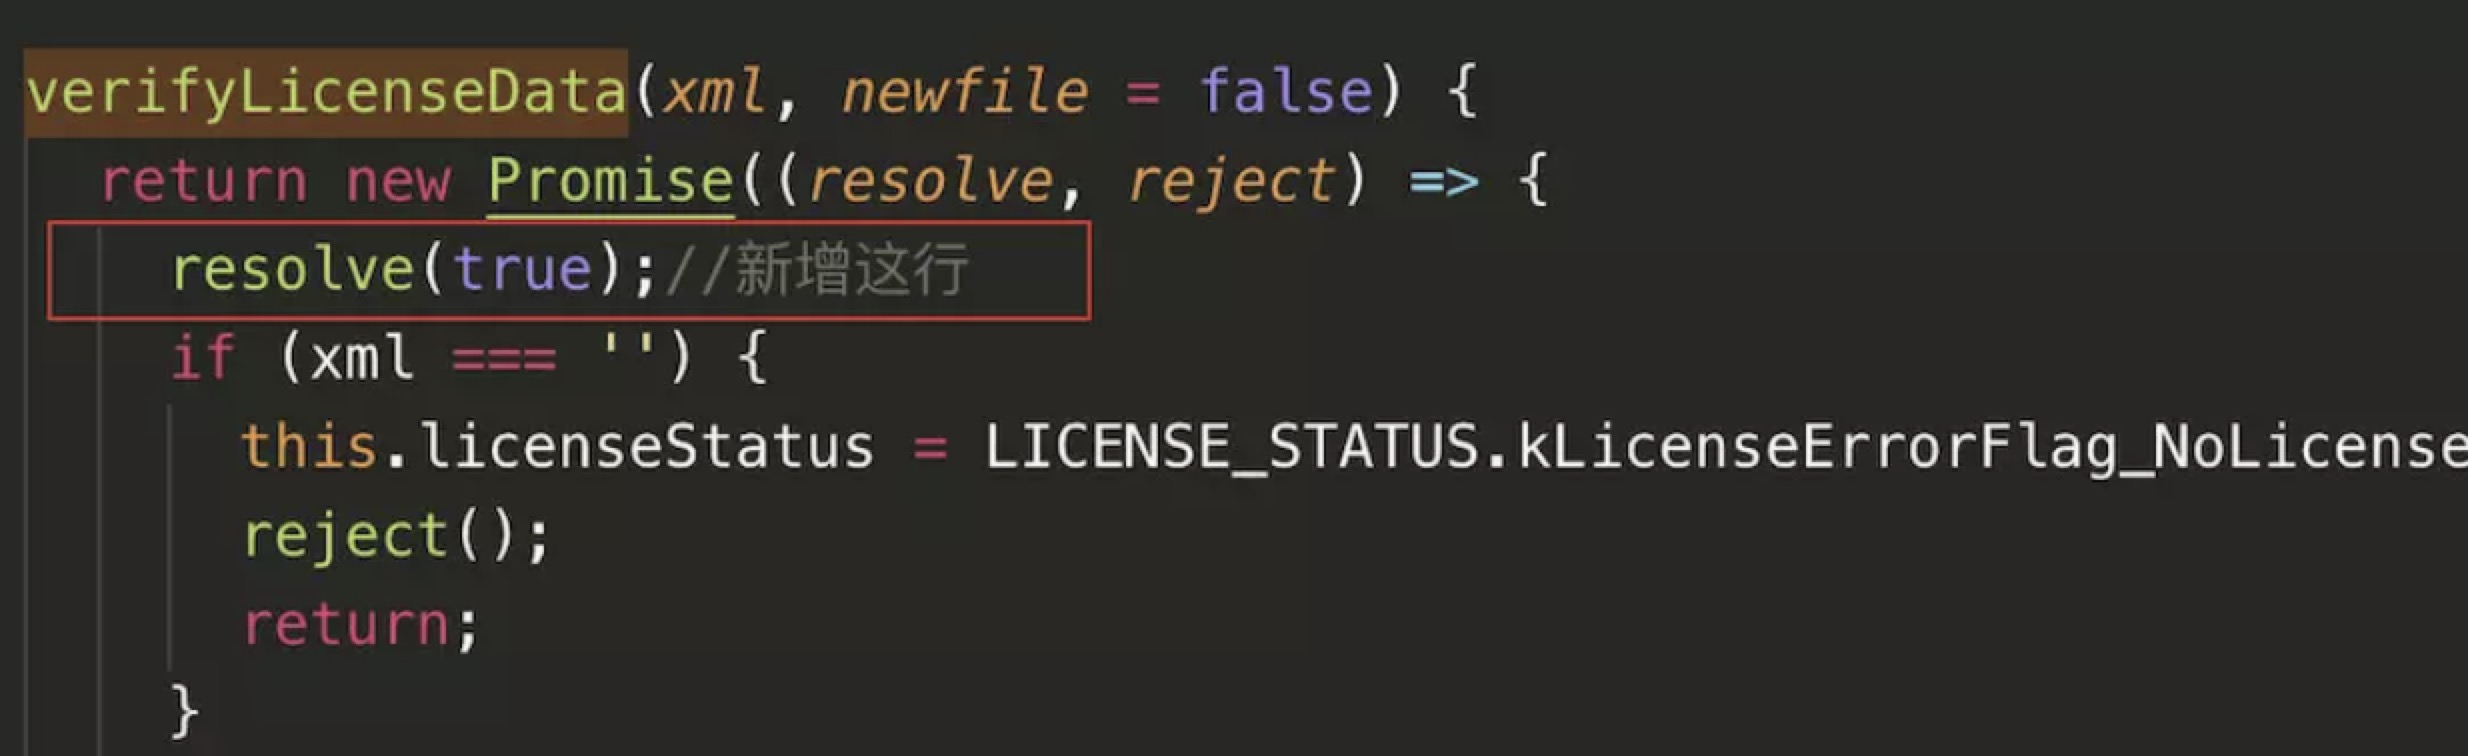 verifyLicenseData(xml, newfile = false) {
return new Promise((resolve, reject) => {
resolve(true);//新增这行
if (xml === '') {
this.licenseStatus = LICENSE_STATUS.kLicenseErrorFlag_NoLicense
reject();
return;
}